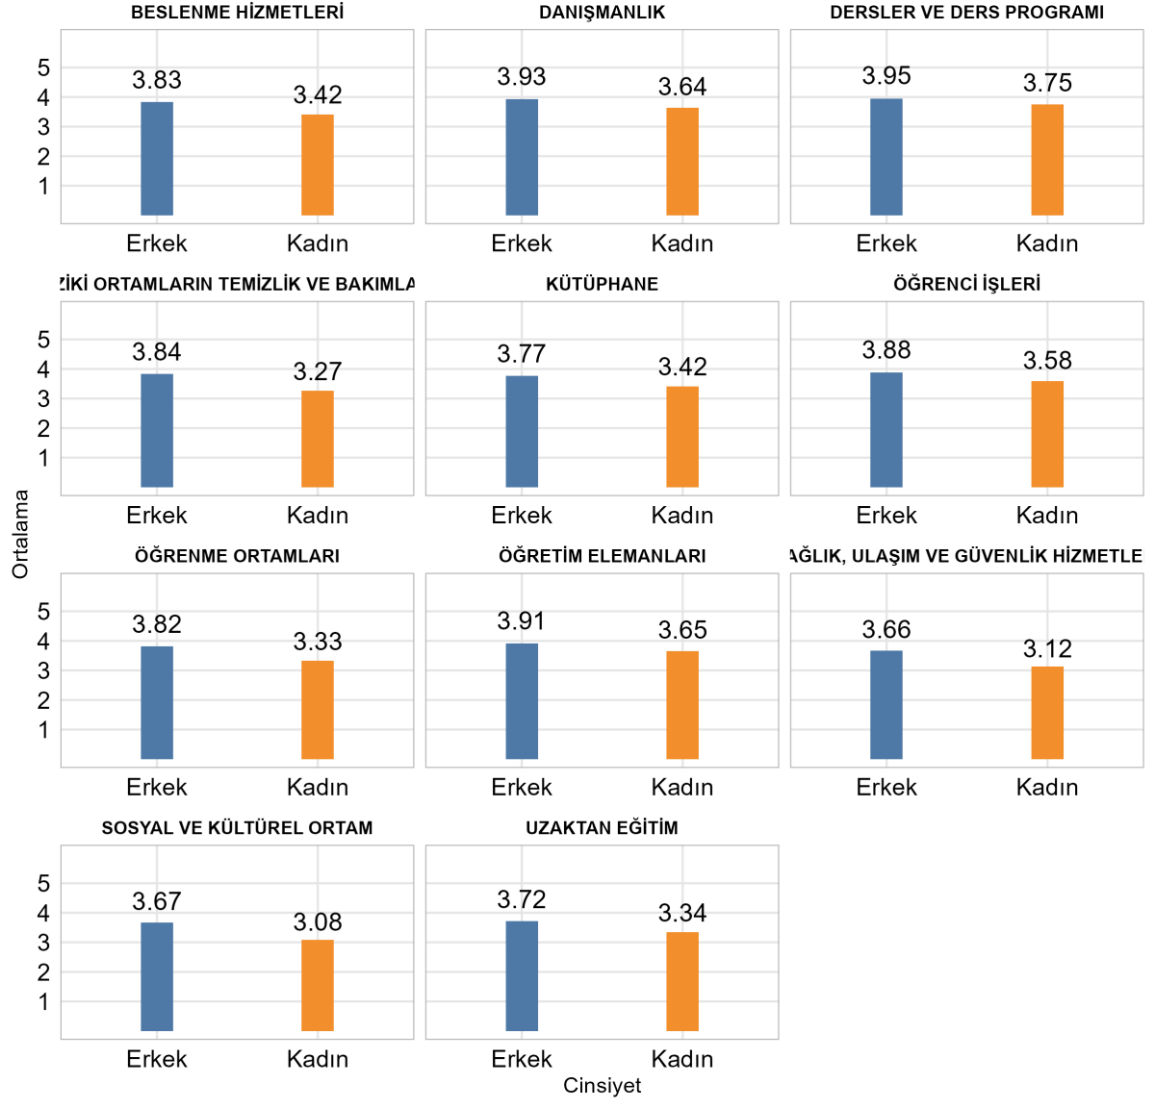 BESLENME HİZMETLERİ
5
4
3
2
1
3.83
3.42
Erkek
Kadın
DANIŞMANLIK
3.93
3.64
Erkek
Kadın
DERSLER VE DERS PROGRAMI
3.95
3.75
Erkek
Kadın
ZİKİ ORTAMLARIN TEMİZLİK VE BAKIMLA
5
4
3
2
1
3.84
3.27
Erkek
Kadın
KÜTÜPHANE
3.77
3.42
Erkek
Kadın
ÖĞRENCİ İŞLERİ
3.88
3.58
Erkek
Kadın
Ortalama
ÖĞRENME ORTAMLARI
5
4
3
2
1
3.82
3.33
Erkek
Kadın
ÖĞRETİM ELEMANLARI
3.91
3.65
Erkek
Kadın
AĞLIK, ULAŞIM VE GÜVENLİK HİZMETLE
3.66
3.12
Erkek
Kadın
SOSYAL VE KÜLTÜREL ORTAM
5
4
3
2
1
3.67
3.08
Erkek
Kadın
UZAKTAN EĞİTİM
3.72
3.34
Erkek
Kadın
Cinsiyet